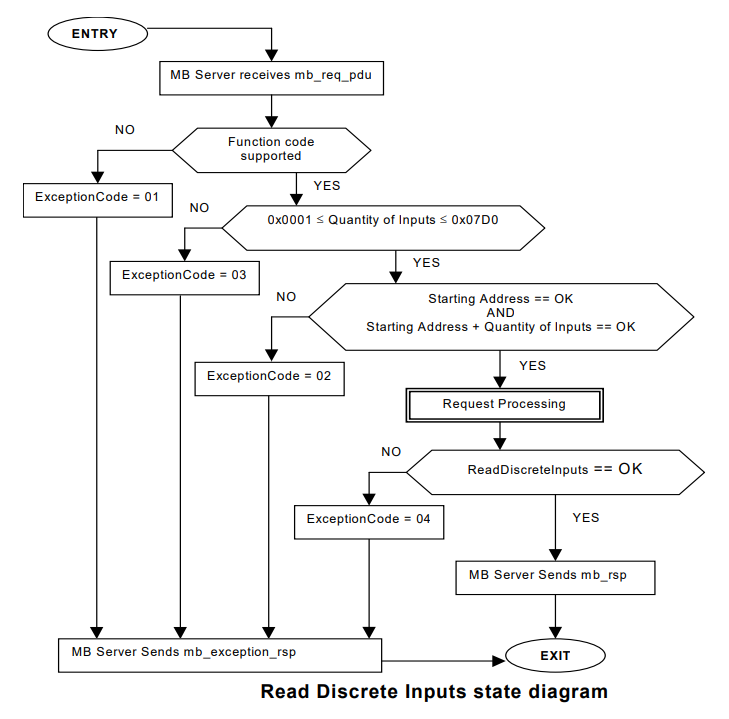 ENTRY
MB Server receives mb_req_pdu
NO
Function code
supported
YES
ExceptionCode = 01
NO
0x0001 ≤ Quantity of Inputs ≤ 0x07D0
YES
ExceptionCode = 03
NO
Starting Address == OK
AND
Starting Address + Quantity of Inputs == OK
YES
ExceptionCode = 02
Request Processing
NO
ReadDiscreteInputs == OK
YES
ExceptionCode = 04
MB Server Sends mb_rsp
MB Server Sends mb_exception_rsp
EXIT
Read Discrete Inputs state diagram